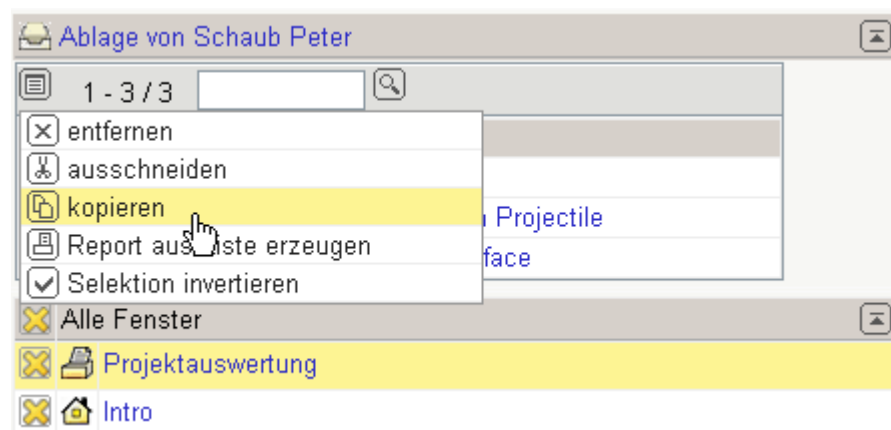 Ablage von Schaub Peter
1 - 3 / 3
entfernen
ausschneiden
kopieren
Projectile
Report aus Liste erzeugen
face
Selektion invertieren
Alle Fenster
Projektauswertung
Intro